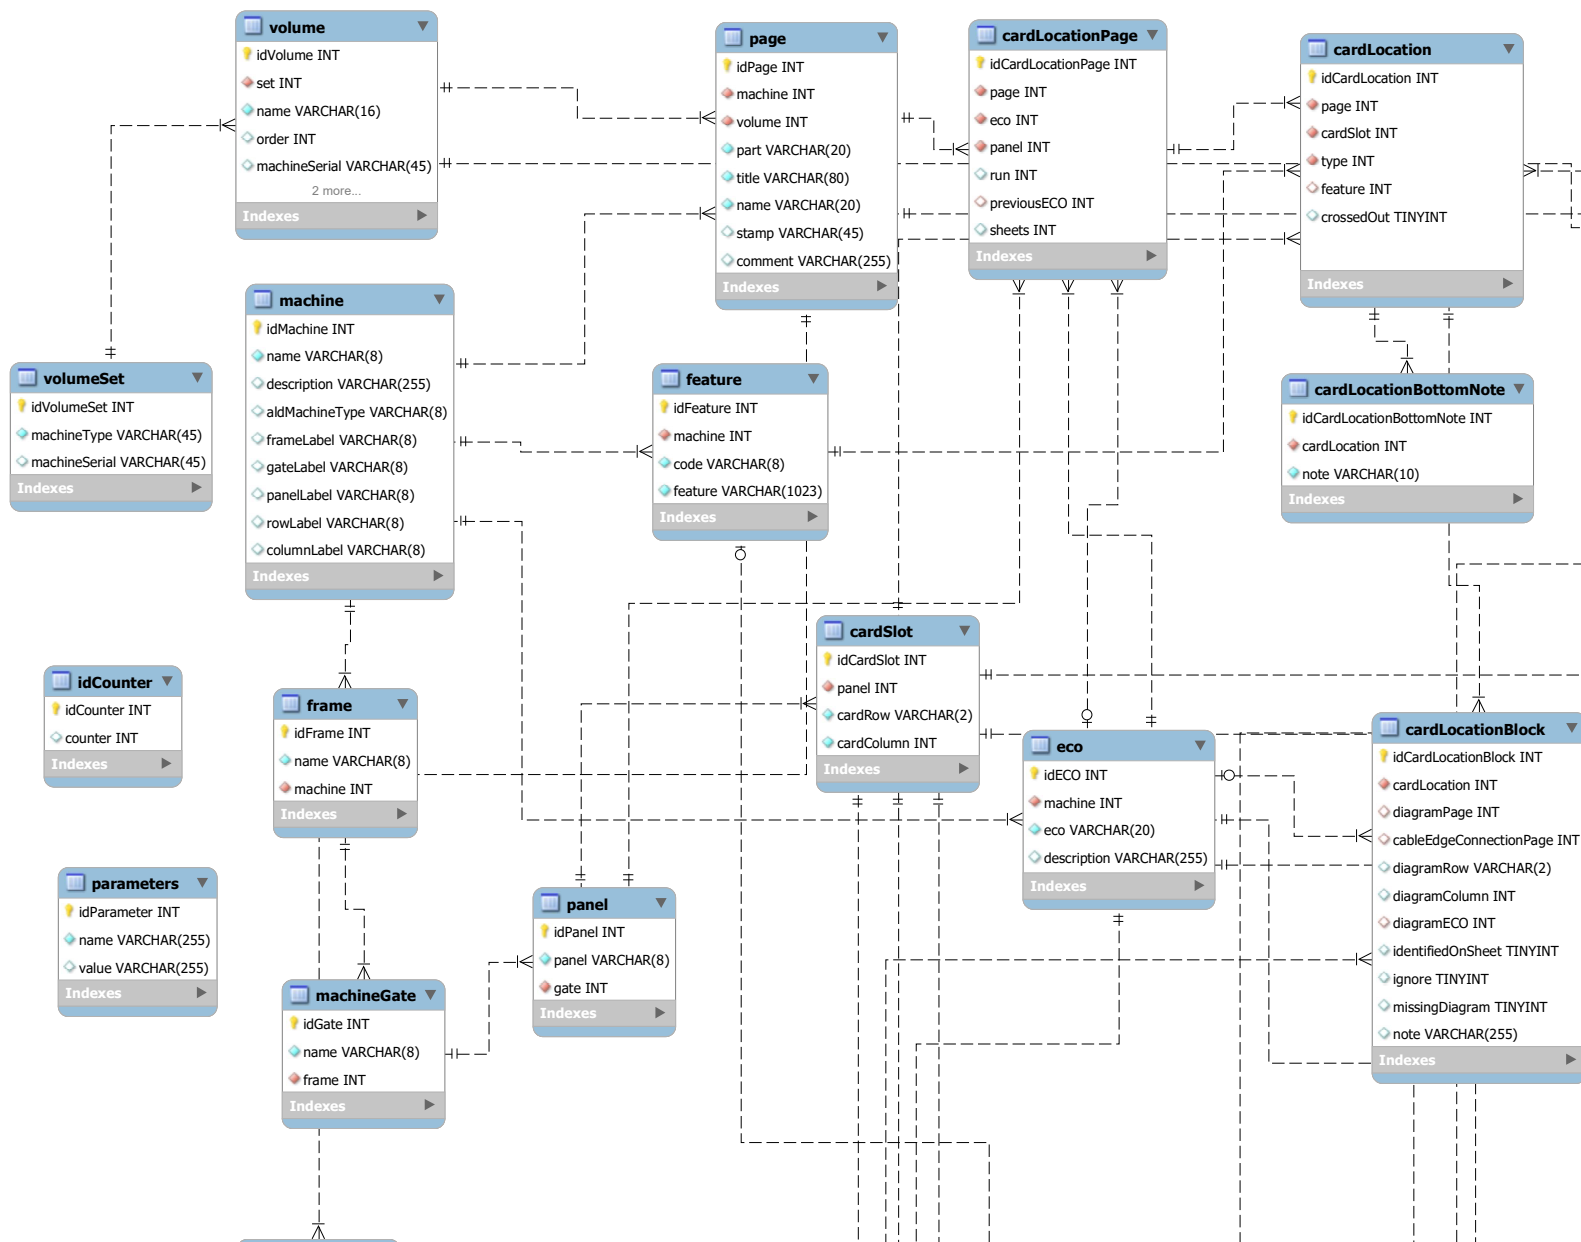 volume
idVolume INT
set INT
name VARCHAR(16)
order INT
machineSerial VARCHAR(45)
2 more...
Indexes
page
idPage INT
machine INT
volume INT
part VARCHAR(20)
title VARCHAR(80)
name VARCHAR(20)
stamp VARCHAR(45)
comment VARCHAR(255)
Indexes
cardLocationPage
idCardLocationPage INT
page INT
eco INT
panel INT
run INT
previousECO INT
sheets INT
Indexes
cardLocation
idCardLocation INT
page INT
cardSlot INT
type INT
feature INT
crossedOut TINYINT
Indexes
machine
idMachine INT
name VARCHAR(8)
description VARCHAR(255)
aldMachineType VARCHAR(8)
frameLabel VARCHAR(8)
gateLabel VARCHAR(8)
panelLabel VARCHAR(8)
rowLabel VARCHAR(8)
columnLabel VARCHAR(8)
Indexes
volumeSet
idVolumeSet INT
machineType VARCHAR(45)
machineSerial VARCHAR(45)
Indexes
feature
idFeature INT
machine INT
code VARCHAR(8)
feature VARCHAR(1023)
Indexes
cardLocationBottomNote
idCardLocationBottomNote INT
cardLocation INT
note VARCHAR(10)
Indexes
cardSlot
idCardSlot INT
panel INT
cardRow VARCHAR(2)
cardColumn INT
Indexes
idCounter
idCounter INT
counter INT
Indexes
frame
idFrame INT
name VARCHAR(8)
machine INT
Indexes
eco
idECO INT
machine INT
eco VARCHAR(20)
description VARCHAR(255)
Indexes
cardLocationBlock
idCardLocationBlock INT
cardLocation INT
diagramPage INT
cableEdgeConnectionPage INT
diagramRow VARCHAR(2)
diagramColumn INT
diagramECO INT
identifiedOnSheet TINYINT
ignore TINYINT
missingDiagram TINYINT
note VARCHAR(255)
Indexes
parameters
idParameter INT
name VARCHAR(255)
value VARCHAR(255)
Indexes
panel
idPanel INT
panel VARCHAR(8)
gate INT
Indexes
machineGate
idGate INT
name VARCHAR(8)
frame INT
Indexes